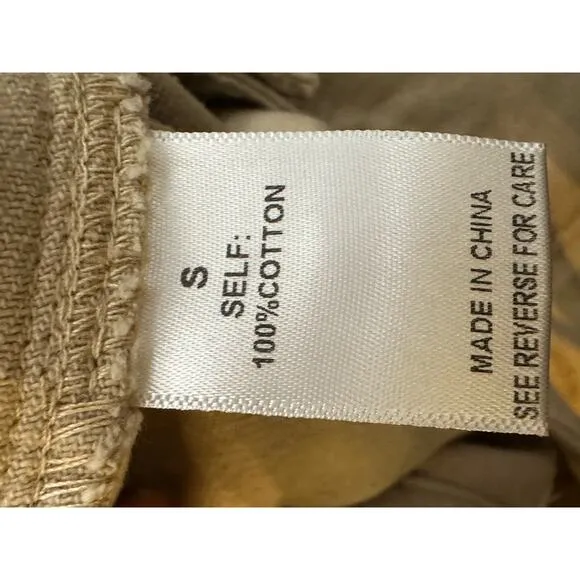 S
SELF:
100%COTTON
MADE IN CHINA
SEE REVERSE FOR CARE